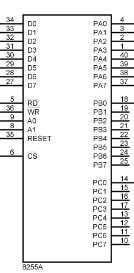 34 D0 PA0 4
33 D1 PA1 3
32 D2 PA2 2
31 D3 PA3 1
30 D4 PA4 40
29 D5 PA5 39
28 D6 PA6 38
27 D7 PA7 37
5 RD PB0 18
36 WR PB1 19
9 A0 PB2 20
8 A1 PB3 21
35 RESET PB4 22
PB5 23
6 CS PB6 24
PB7 25
PC0 14
PC1 15
PC2 16
PC3 17
PC4 13
PC5 12
PC6 11
PC7 10
8255A